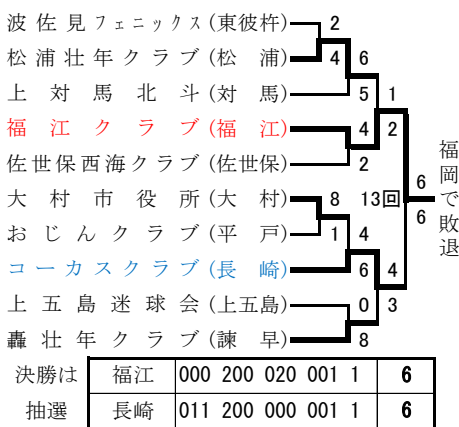 波佐見フェニックス(東彼杵) 2
松浦壮年クラブ(松 浦) 4 6
上対馬北斗(対 馬) 5 1
福江クラブ(福 江) 4 2
佐世保西海クラブ(佐世保) 2
大村市役所(大 村) 8 13回 6
おじんクラブ(平 戸) 1 4 6
コーカスクラブ(長 崎) 6 4
上五島迷球会(上五島) 0 3
轟壮年クラブ(諫 早) 8
福岡で敗退
決勝は 福江 000 200 020 001 1 6
抽選 長崎 011 200 000 001 1 6